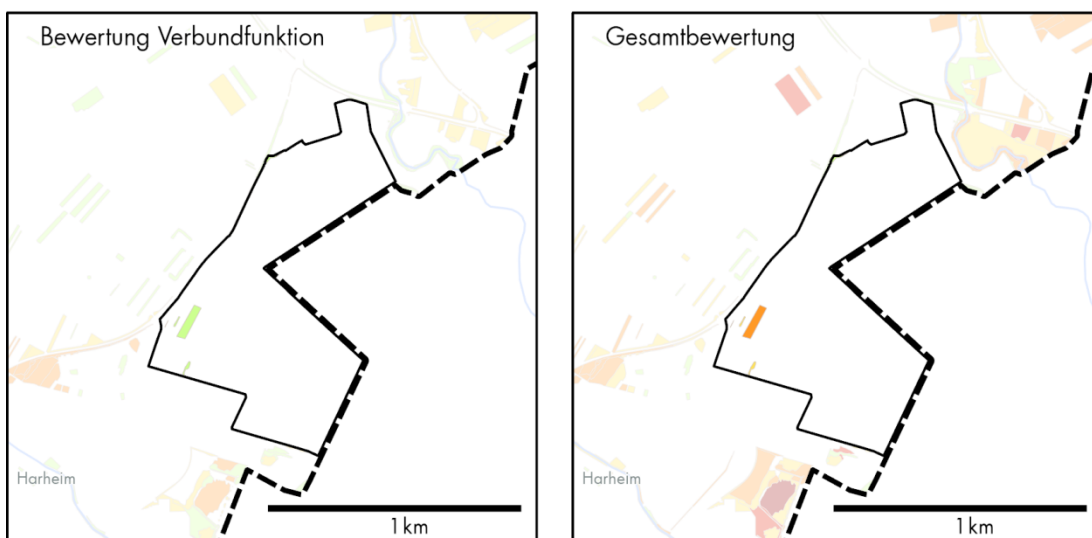 Bewertung Verbundfunktion
Harheim
1 km
Gesamtbewertung
Harheim
1 km